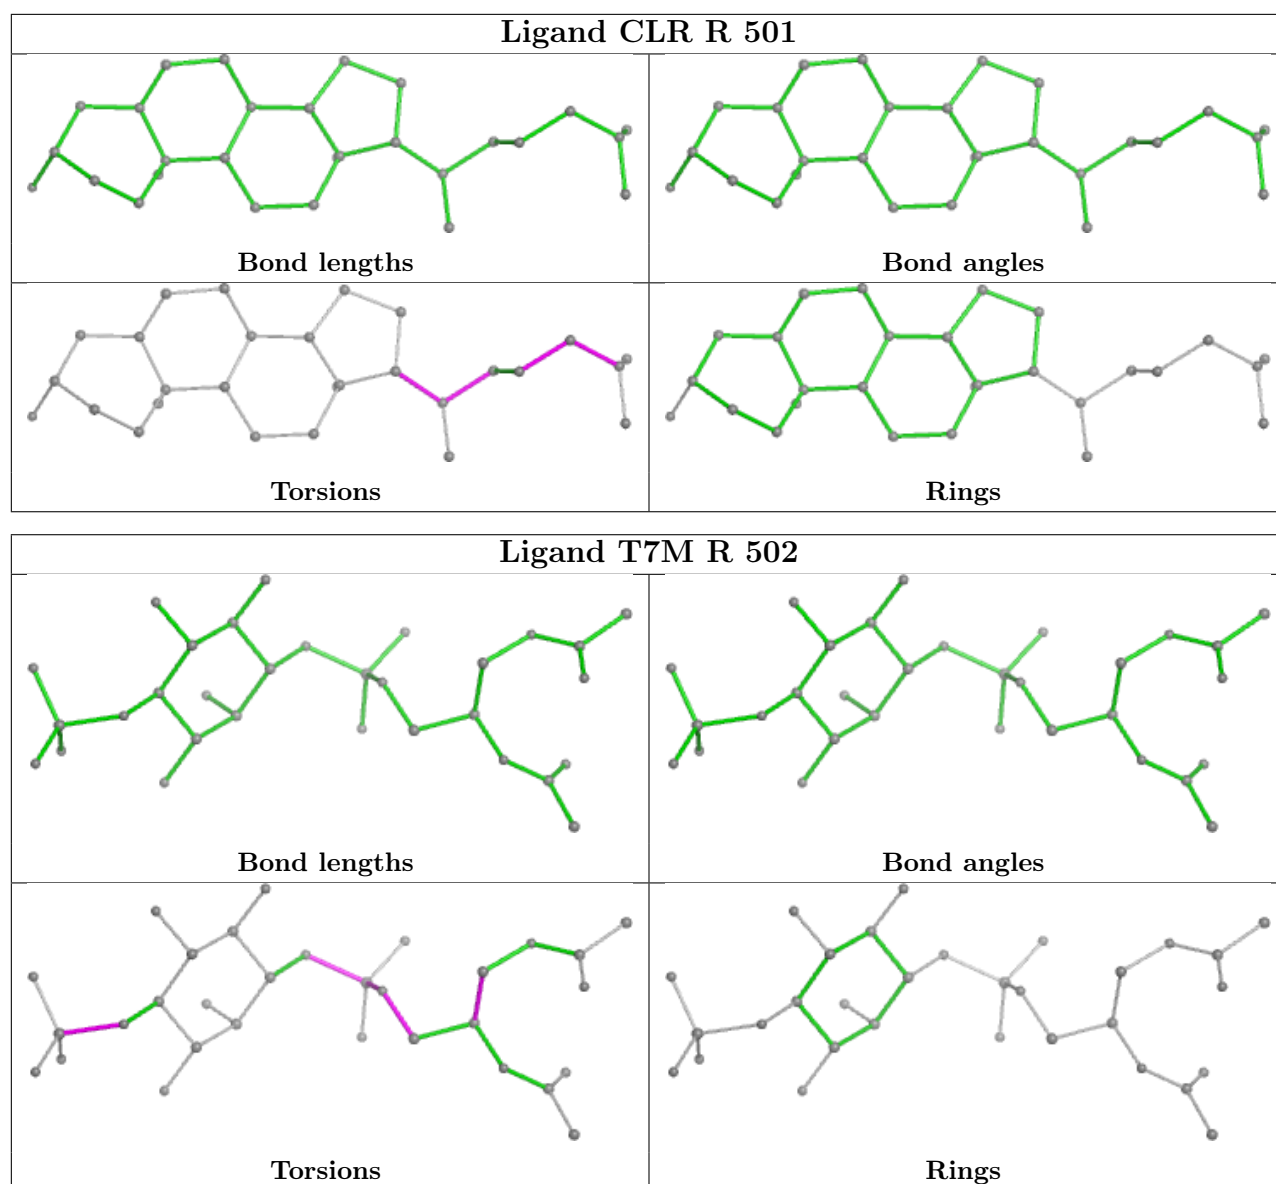 Ligand CLR R 501
Bond lengths
Bond angles
Torsions
Rings
Ligand T7M R 502
Bond lengths
Bond angles
Torsions
Rings